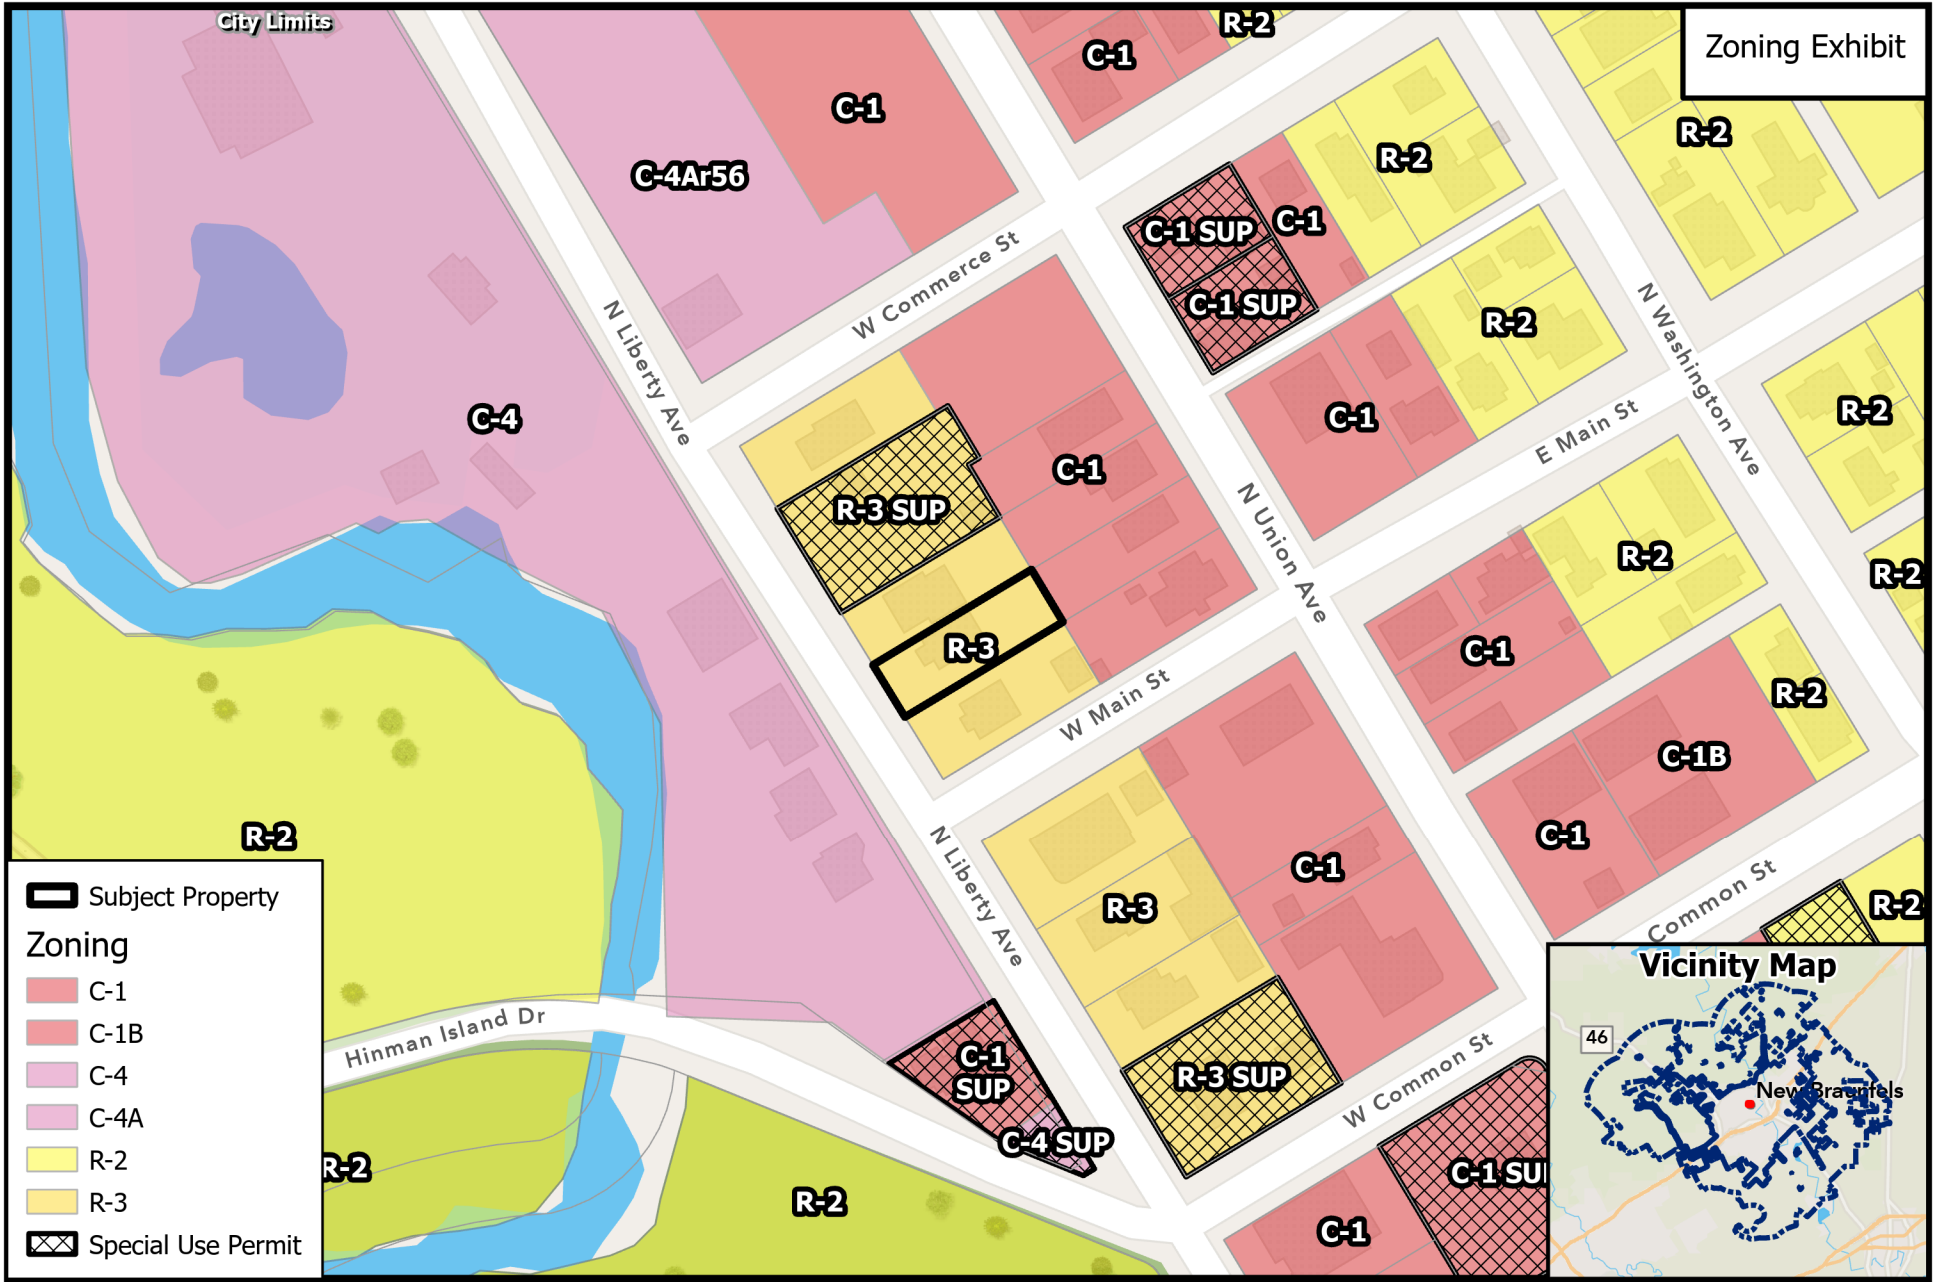 City Limits
Zoning Exhibit
R-2
C-1
C-1
R-2
R-2
C-4Ar56
C-1 SUP
C-1
C-1 SUP
W Commerce St
N Liberty Ave
N Washington Ave
R-2
C-4
C-1
R-2
E Main St
C-1
R-3 SUP
N Union Ave
R-2
R-2
R-3
C-1
W Main St
R-2
C-1B
R-2
C-1
N Liberty Ave
C-1
R-3
Common St
R-2
Hinman Island Dr
C-1
SUP
R-3 SUP
W Common St
C-4 SUP
R-2
R-2
C-1 SU
C-1
Subject Property
Zoning
C-1
C-1B
C-4
C-4A
R-2
R-3
Special Use Permit
Vicinity Map
46
New Braunfels